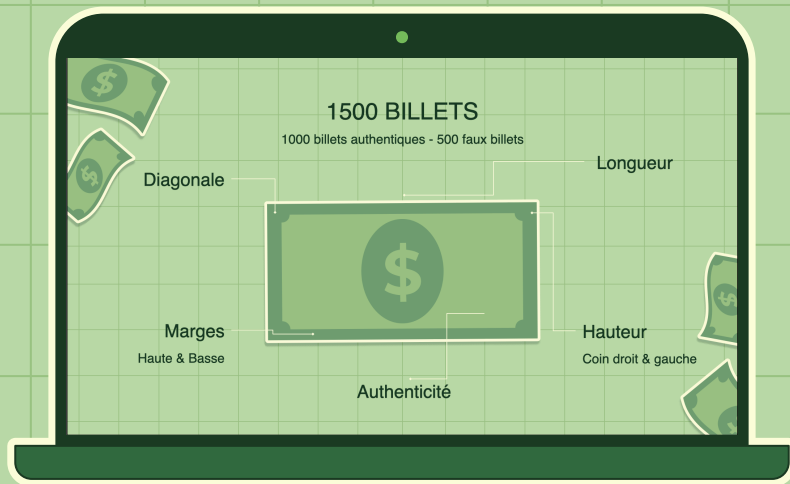 1500 BILLETS
1000 billets authentiques - 500 faux billets
Longueur
Diagonale
$
Marges
Haute & Basse
Hauteur
Coin droit & gauche
Authenticité